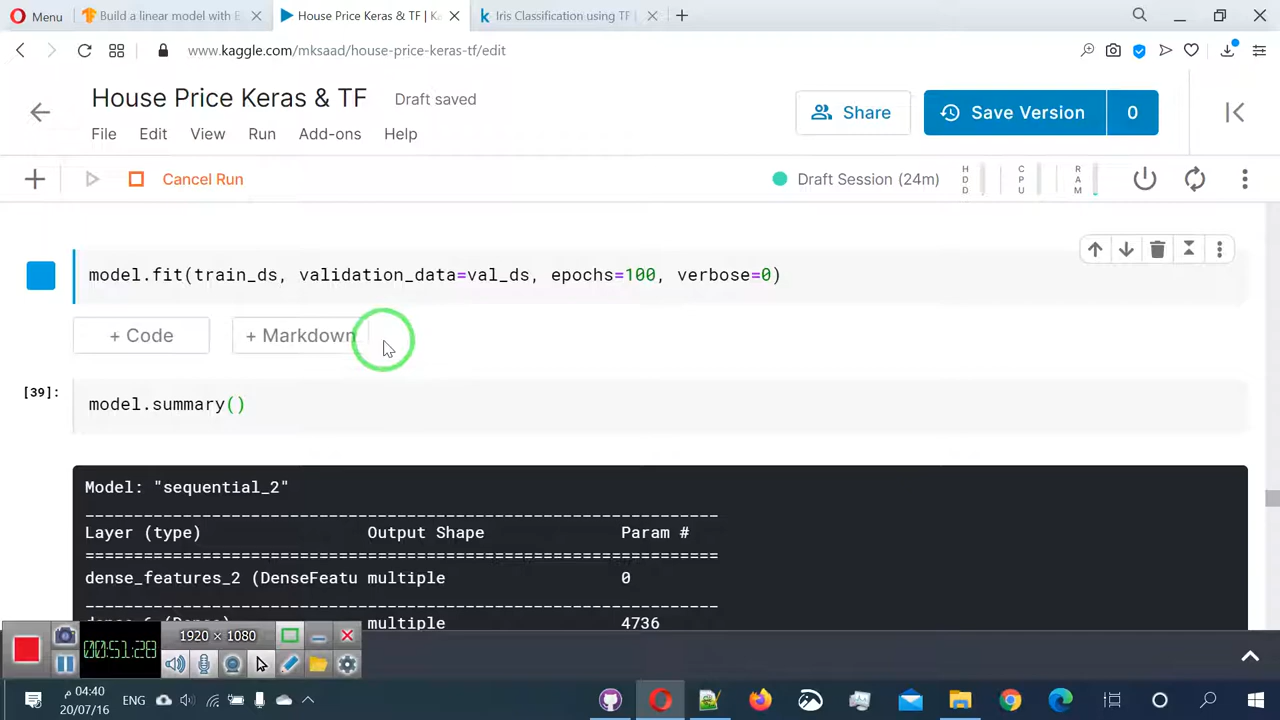 Menu
Build a linear model with E
House Price Keras & TF | Ka
Iris Classification using TF |
www.kaggle.com/mksaad/house-price-keras-tf/edit
House Price Keras & TF
Draft saved
File Edit View Run Add-ons Help
Share
Save Version 0
Cancel Run
Draft Session (24m)
HDD
CPU
RAM
model.fit(train_ds, validation_data=val_ds, epochs=100, verbose=0)
+ Code
+ Markdown
[39]:
model.summary()
Model: "sequential_2"
Layer (type) Output Shape Param #
dense_features_2 (DenseFeatu multiple 0
multiple 4736
1920 × 1080
00:51:28
04:40 م
20/07/16
ENG